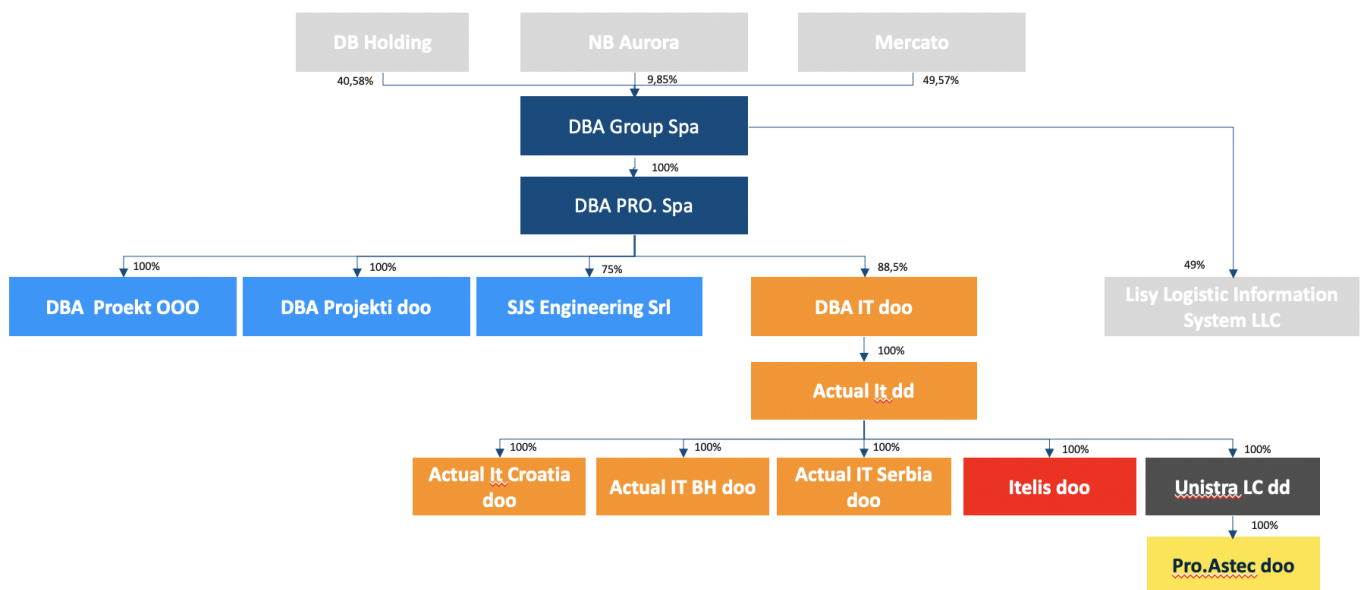 DB Holding
NB Aurora
Mercato
40,58%
9,85%
49,57%
DBA Group Spa
100%
DBA PRO. Spa
100%
100%
75%
88,5%
49%
DBA Proekt OOO
DBA Projekti doo
SJS Engineering Srl
DBA IT doo
Lisy Logistic Information
System LLC
100%
Actual It dd
100%
100%
100%
100%
100%
Actual It Croatia
doo
Actual IT BH doo
Actual IT Serbia
doo
Itelis doo
Unistra LC dd
100%
Pro.Astec doo